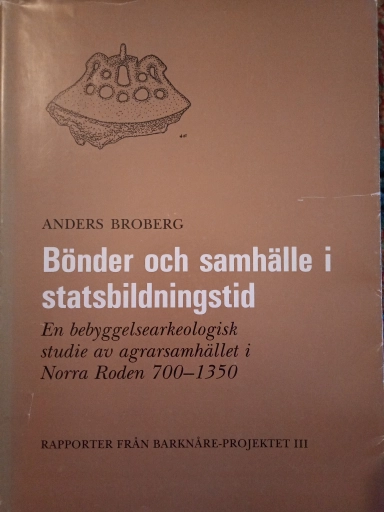 ANDERS BROBERG
Bönder och samhälle i
statsbildningstid
En bebyggelsearkeologisk
studie av agrarsamhället i
Norra Roden 700–1350
RAPPORTER FRÅN BARKNÅRE-PROJEKTET III